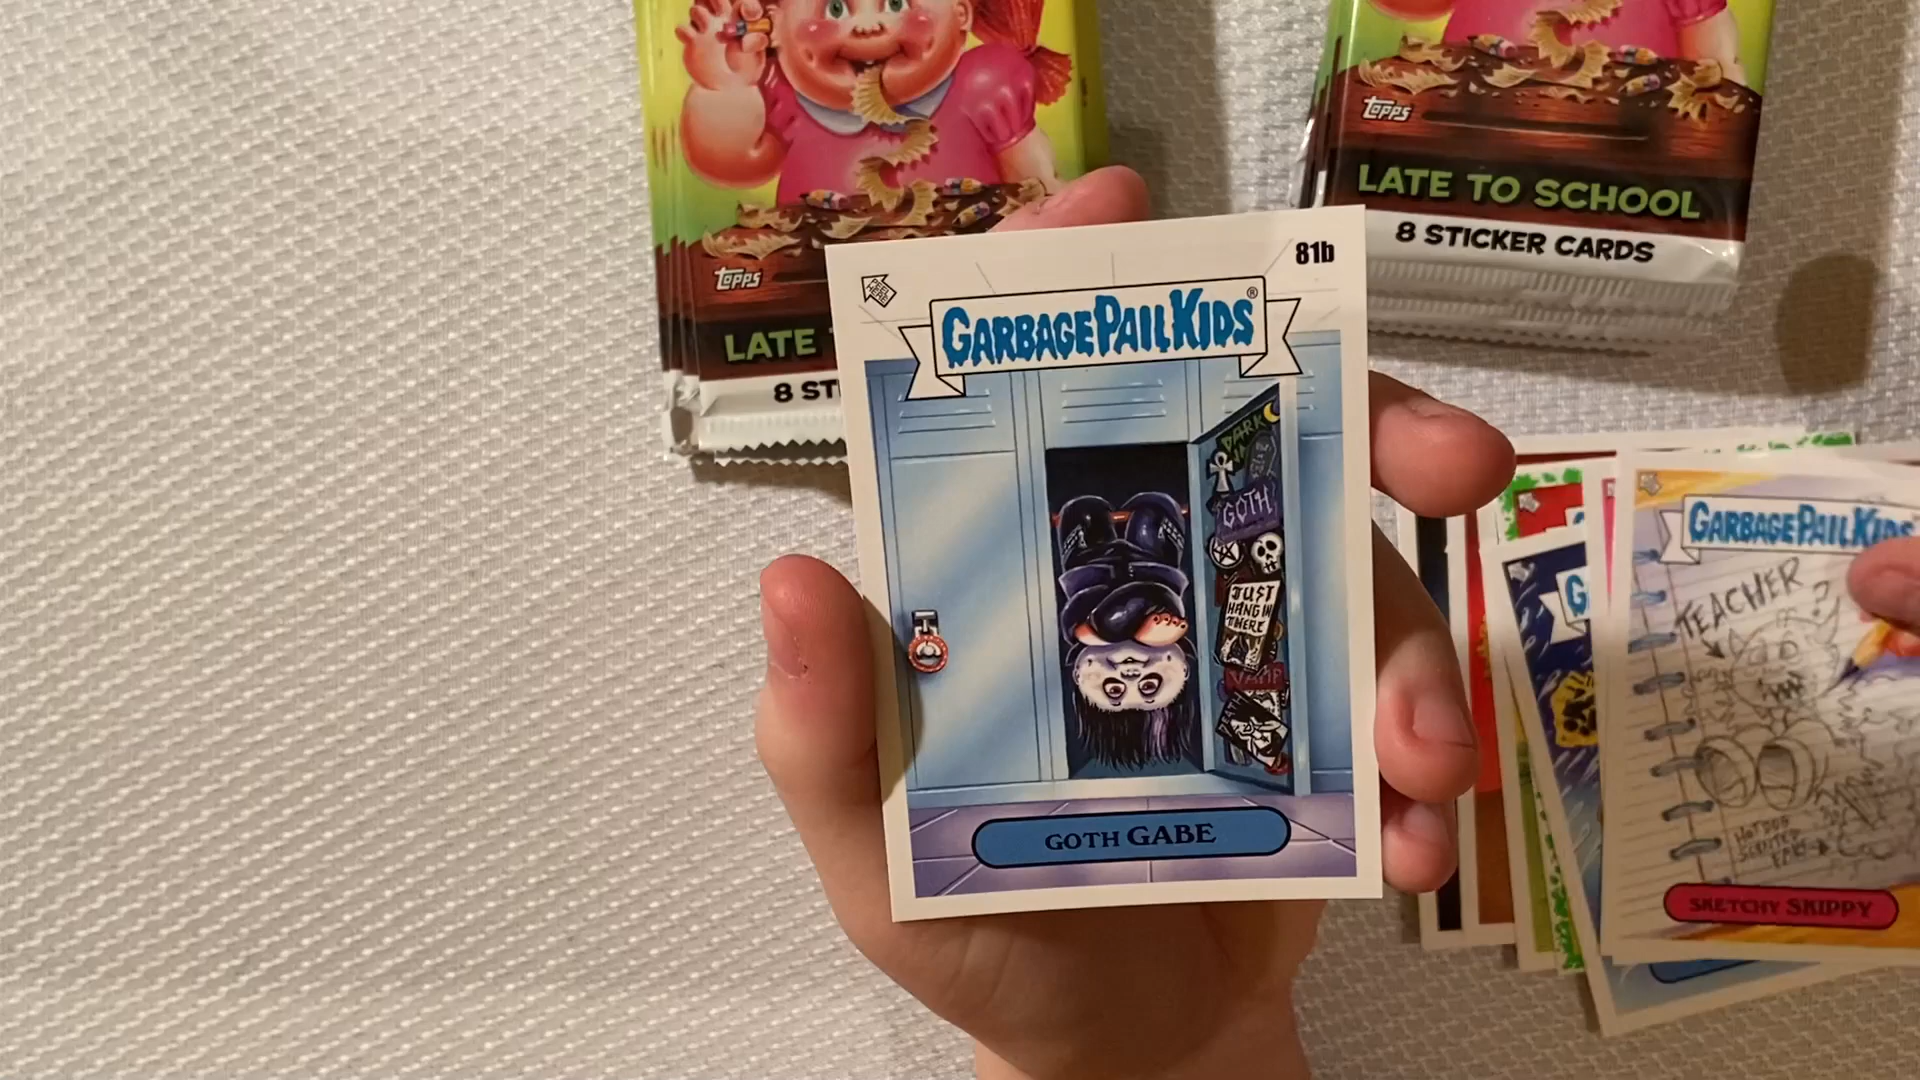 Topps
LATE
8 ST
Topps
LATE TO SCHOOL
8 STICKER CARDS
81b
GARBAGE PAIL KIDS®
DARK
GOTH
JUST
HANG IN
THERE
VAMP
GOTH GABE
GARBAGE PAIL KIDS
TEACHER
SKETCHY SKIPPY